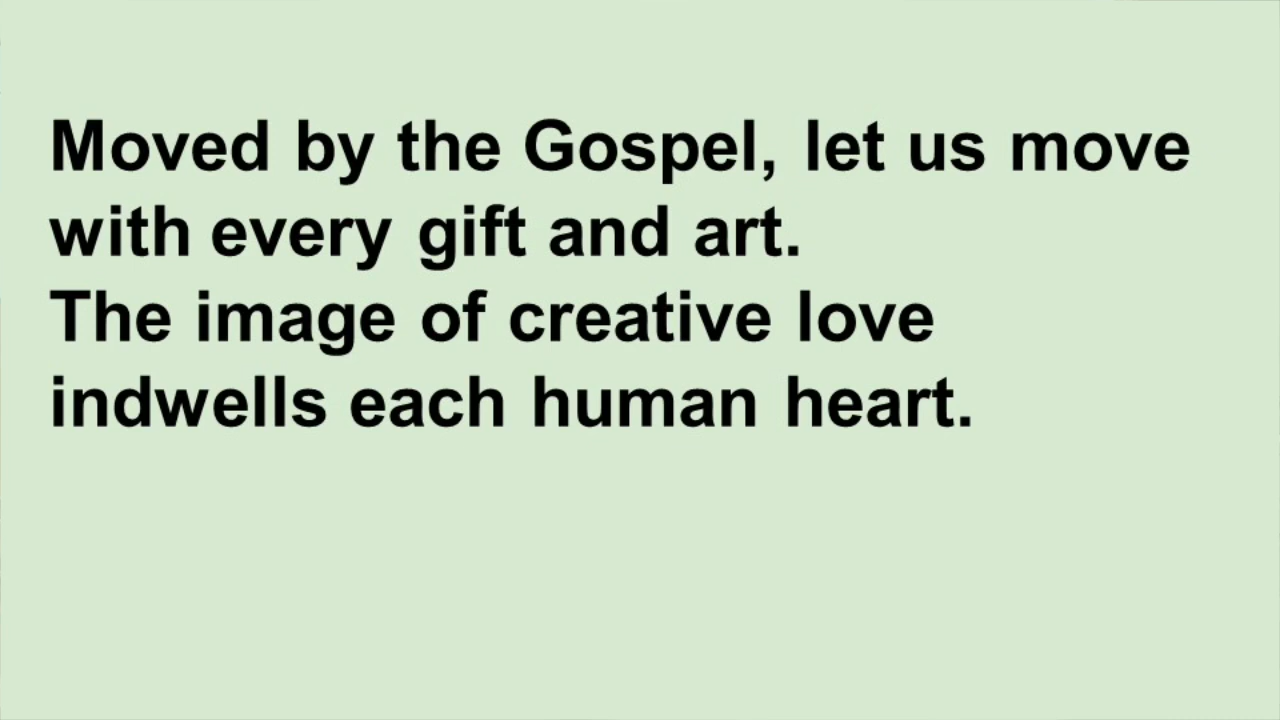 Moved by the Gospel, let us move
with every gift and art.
The image of creative love
indwells each human heart.